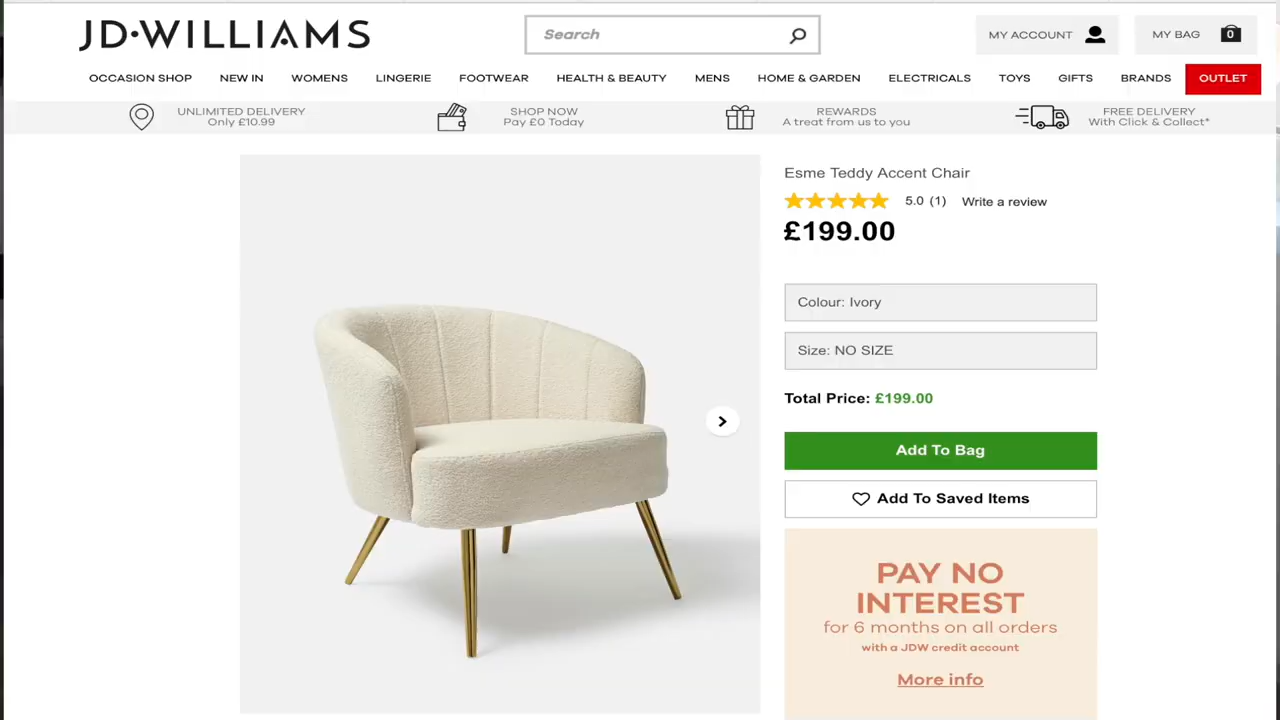 JD·WILLIAMS
Search
MY ACCOUNT
MY BAG
0
OCCASION SHOP NEW IN WOMENS LINGERIE FOOTWEAR HEALTH & BEAUTY MENS HOME & GARDEN ELECTRICALS TOYS GIFTS BRANDS OUTLET
UNLIMITED DELIVERY
Only £10.99
SHOP NOW
Pay £0 Today
REWARDS
A treat from us to you
FREE DELIVERY
With Click & Collect*
Esme Teddy Accent Chair
5.0 (1) Write a review
£199.00
Colour: Ivory
Size: NO SIZE
Total Price: £199.00
Add To Bag
Add To Saved Items
PAY NO
INTEREST
for 6 months on all orders
with a JDW credit account
More info